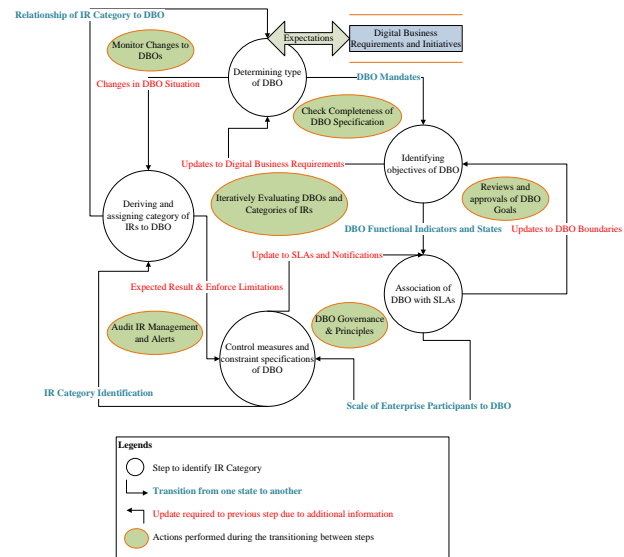 Relationship of IR Category to DBO
Expectations
Digital Business
Requirements and Initiatives
Monitor Changes to
DBOs
Determining type
of DBO
Changes in DBO Situation
DBO Mandates
Check Completeness of
DBO Specification
Updates to Digital Business Requirements
Identifying
objectives of DBO
Deriving and
assigning category
of IRs to DBO
Iteratively Evaluating DBOs and
Categories of IRs
Reviews and
approvals of DBO
Goals
DBO Functional Indicators and States
Updates to DBO Boundaries
Update to SLAs and Notifications
Expected Result & Enforce Limitations
Association of
DBO with SLAs
Audit IR Management
and Alerts
DBO Governance
& Principles
Control measures and
constraint specifications
of DBO
IR Category Identification
Scale of Enterprise Participants to DBO
Legends
Step to identify IR Category
Transition from one state to another
Update required to previous step due to additional information
Actions performed during the transitioning between steps